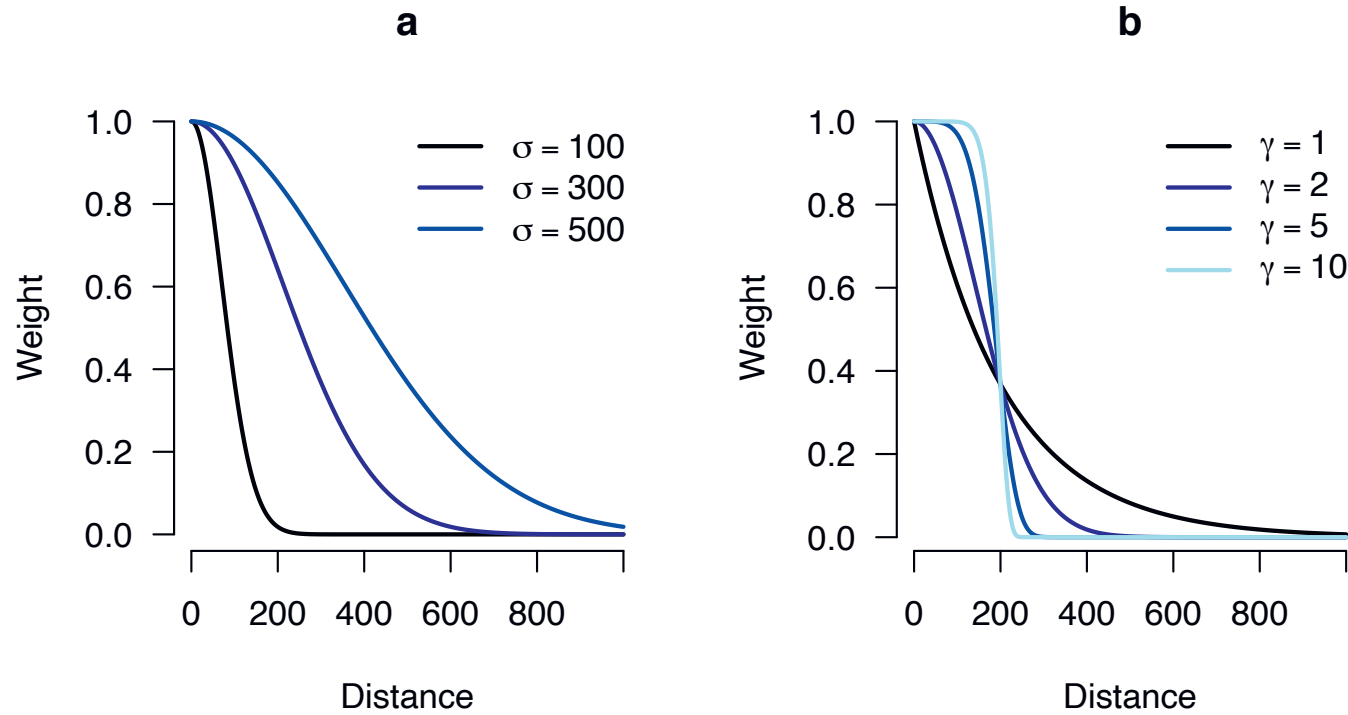 a
1.0
0.8
0.6
0.4
0.2
0.0
Weight
σ = 100
σ = 300
σ = 500
0 200 400 600 800
Distance
b
1.0
0.8
0.6
0.4
0.2
0.0
Weight
γ = 1
γ = 2
γ = 5
γ = 10
0 200 400 600 800
Distance